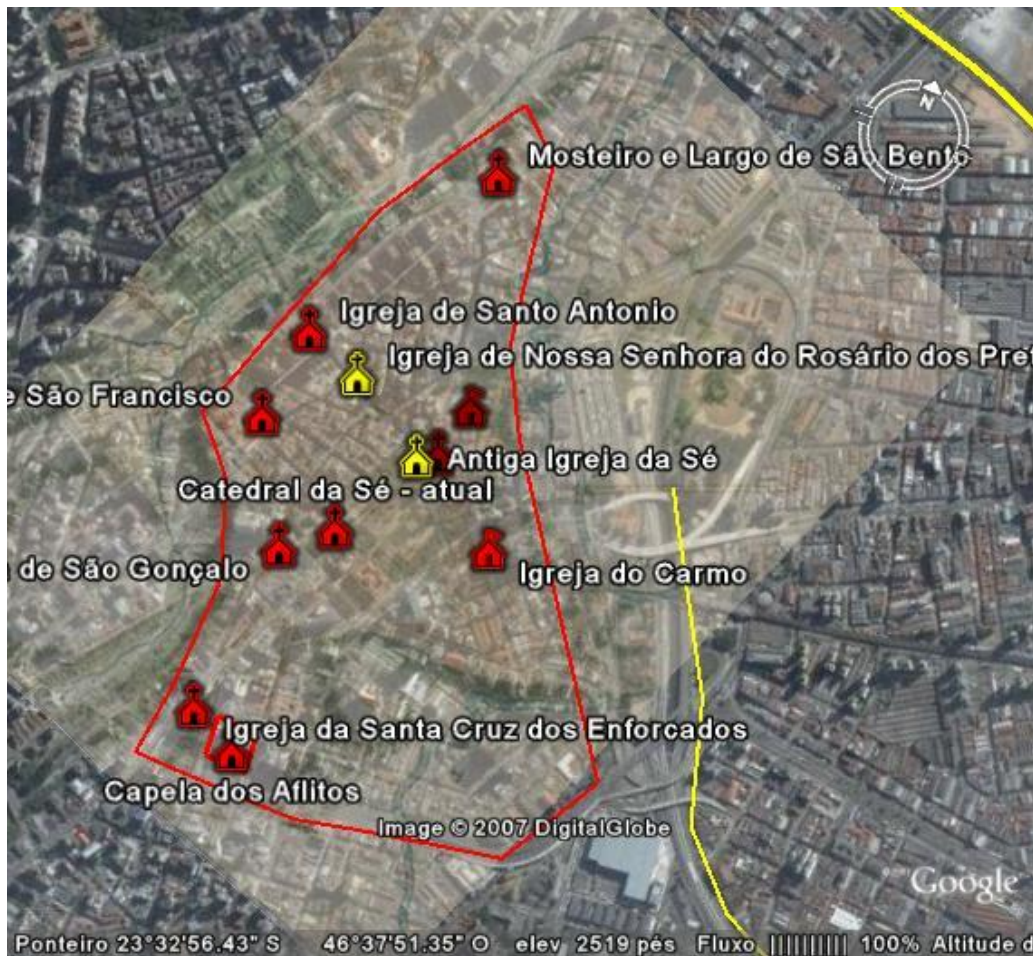 N
Mosteiro e Largo de São Bento
Igreja de Santo Antonio
Igreja de Nossa Senhora do Rosário dos Pret
e São Francisco
Antiga Igreja da Sé
Catedral da Sé - atual
de São Gonçalo
Igreja do Carmo
Igreja da Santa Cruz dos Enforcados
Capela dos Aflitos
Image © 2007 DigitalGlobe
Google
Ponteiro 23°32'56.43" S 46°37'51.35" O elev 2519 pés Fluxo |||||||||| 100% Altitude d